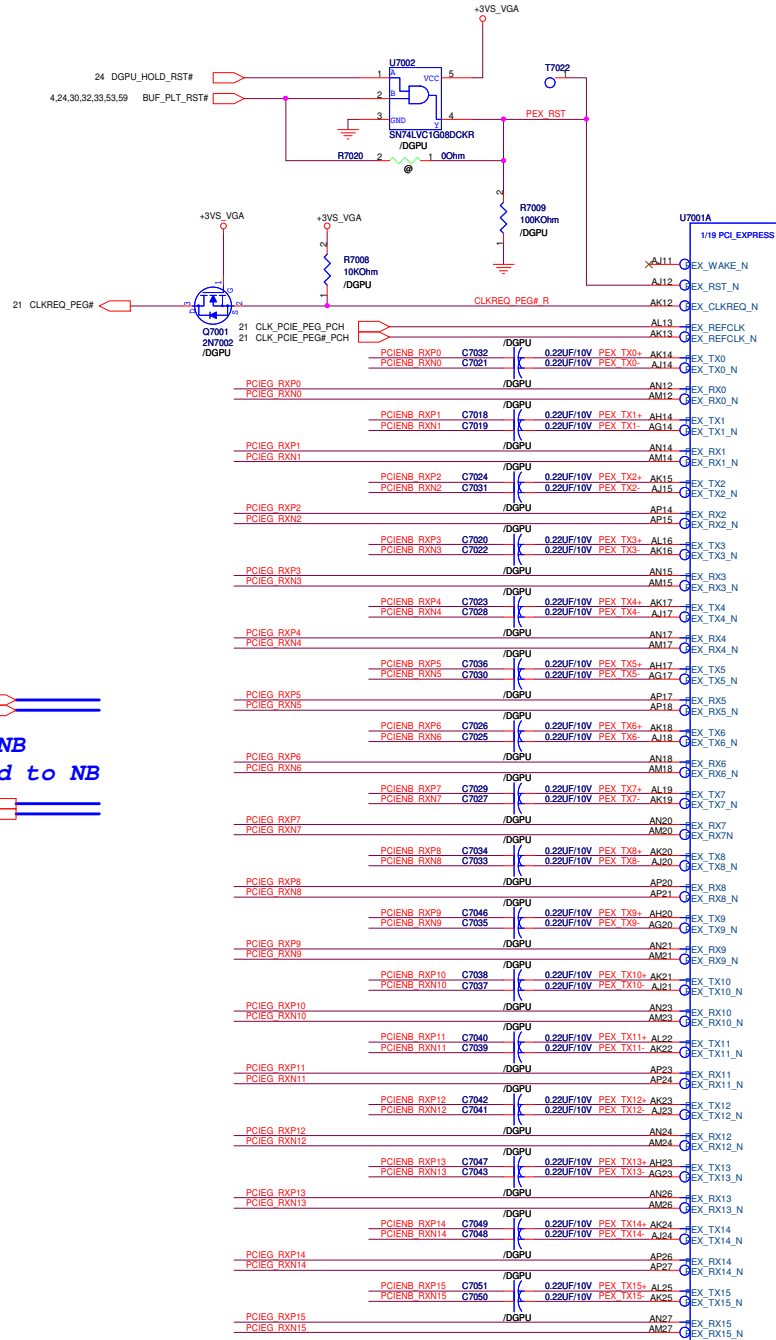 +3VS_VGA
U7002
T7022
24 DGPU_HOLD_RST# 1 A VCC 5 1
4,24,30,32,33,53,59 BUF_PLT_RST# 2 B
3 GND Y 4 PEX_RST
SN74LVC1G08DCKR
/DGPU
R7020 2 1 0Ohm
@
2
R7009
100KOhm
/DGPU
1
U7001A
1/19 PCI_EXPRESS
+3VS_VGA +3VS_VGA
2
R7008
10KOhm
/DGPU
1
1 G
21 CLKREQ_PEG# 3 D S 2 CLKREQ_PEG#_R AK12 PEX_CLKREQ_N
Q7001
2N7002
/DGPU
AJ11 PEX_WAKE_N
AJ12 PEX_RST_N
21 CLK_PCIE_PEG_PCH AL13 PEX_REFCLK
21 CLK_PCIE_PEG#_PCH AK13 PEX_REFCLK_N
/DGPU
PCIENB_RXP0 C7032 0.22UF/10V PEX_TX0+ AK14 PEX_TX0
PCIENB_RXN0 C7021 0.22UF/10V PEX_TX0- AJ14 PEX_TX0_N
/DGPU
PCIEG_RXP0 AN12 PEX_RX0
PCIEG_RXN0 AM12 PEX_RX0_N
/DGPU
PCIENB_RXP1 C7018 0.22UF/10V PEX_TX1+ AH14 PEX_TX1
PCIENB_RXN1 C7019 0.22UF/10V PEX_TX1- AG14 PEX_TX1_N
/DGPU
PCIEG_RXP1 AN14 PEX_RX1
PCIEG_RXN1 AM14 PEX_RX1_N
/DGPU
PCIENB_RXP2 C7024 0.22UF/10V PEX_TX2+ AK15 PEX_TX2
PCIENB_RXN2 C7031 0.22UF/10V PEX_TX2- AJ15 PEX_TX2_N
/DGPU
PCIEG_RXP2 AP14 PEX_RX2
PCIEG_RXN2 AP15 PEX_RX2_N
/DGPU
PCIENB_RXP3 C7020 0.22UF/10V PEX_TX3+ AL16 PEX_TX3
PCIENB_RXN3 C7022 0.22UF/10V PEX_TX3- AK16 PEX_TX3_N
/DGPU
PCIEG_RXP3 AN15 PEX_RX3
PCIEG_RXN3 AM15 PEX_RX3_N
/DGPU
PCIENB_RXP4 C7023 0.22UF/10V PEX_TX4+ AK17 PEX_TX4
PCIENB_RXN4 C7028 0.22UF/10V PEX_TX4- AJ17 PEX_TX4_N
/DGPU
PCIEG_RXP4 AN17 PEX_RX4
PCIEG_RXN4 AM17 PEX_RX4_N
/DGPU
PCIENB_RXP5 C7036 0.22UF/10V PEX_TX5+ AH17 PEX_TX5
PCIENB_RXN5 C7030 0.22UF/10V PEX_TX5- AG17 PEX_TX5_N
/DGPU
PCIEG_RXP5 AP17 PEX_RX5
PCIEG_RXN5 AP18 PEX_RX5_N
/DGPU
PCIENB_RXP6 C7026 0.22UF/10V PEX_TX6+ AK18 PEX_TX6
PCIENB_RXN6 C7025 0.22UF/10V PEX_TX6- AJ18 PEX_TX6_N
NB
d to NB
/DGPU
PCIEG_RXP6 AN18 PEX_RX6
PCIEG_RXN6 AM18 PEX_RX6_N
/DGPU
PCIENB_RXP7 C7029 0.22UF/10V PEX_TX7+ AL19 PEX_TX7
PCIENB_RXN7 C7027 0.22UF/10V PEX_TX7- AK19 PEX_TX7_N
/DGPU
PCIEG_RXP7 AN20 PEX_RX7
PCIEG_RXN7 AM20 PEX_RX7N
/DGPU
PCIENB_RXP8 C7034 0.22UF/10V PEX_TX8+ AK20 PEX_TX8
PCIENB_RXN8 C7033 0.22UF/10V PEX_TX8- AJ20 PEX_TX8_N
/DGPU
PCIEG_RXP8 AP20 PEX_RX8
PCIEG_RXN8 AP21 PEX_RX8_N
/DGPU
PCIENB_RXP9 C7046 0.22UF/10V PEX_TX9+ AH20 PEX_TX9
PCIENB_RXN9 C7035 0.22UF/10V PEX_TX9- AG20 PEX_TX9_N
/DGPU
PCIEG_RXP9 AN21 PEX_RX9
PCIEG_RXN9 AM21 PEX_RX9_N
/DGPU
PCIENB_RXP10 C7038 0.22UF/10V PEX_TX10+ AK21 PEX_TX10
PCIENB_RXN10 C7037 0.22UF/10V PEX_TX10- AJ21 PEX_TX10_N
/DGPU
PCIEG_RXP10 AN23 PEX_RX10
PCIEG_RXN10 AM23 PEX_RX10_N
/DGPU
PCIENB_RXP11 C7040 0.22UF/10V PEX_TX11+ AL22 PEX_TX11
PCIENB_RXN11 C7039 0.22UF/10V PEX_TX11- AK22 PEX_TX11_N
/DGPU
PCIEG_RXP11 AP23 PEX_RX11
PCIEG_RXN11 AP24 PEX_RX11_N
/DGPU
PCIENB_RXP12 C7042 0.22UF/10V PEX_TX12+ AK23 PEX_TX12
PCIENB_RXN12 C7041 0.22UF/10V PEX_TX12- AJ23 PEX_TX12_N
/DGPU
PCIEG_RXP12 AN24 PEX_RX12
PCIEG_RXN12 AM24 PEX_RX12_N
/DGPU
PCIENB_RXP13 C7047 0.22UF/10V PEX_TX13+ AH23 PEX_TX13
PCIENB_RXN13 C7043 0.22UF/10V PEX_TX13- AG23 PEX_TX13_N
/DGPU
PCIEG_RXP13 AN26 PEX_RX13
PCIEG_RXN13 AM26 PEX_RX13_N
/DGPU
PCIENB_RXP14 C7049 0.22UF/10V PEX_TX14+ AK24 PEX_TX14
PCIENB_RXN14 C7048 0.22UF/10V PEX_TX14- AJ24 PEX_TX14_N
/DGPU
PCIEG_RXP14 AP26 PEX_RX14
PCIEG_RXN14 AP27 PEX_RX14_N
/DGPU
PCIENB_RXP15 C7051 0.22UF/10V PEX_TX15+ AL25 PEX_TX15
PCIENB_RXN15 C7050 0.22UF/10V PEX_TX15- AK25 PEX_TX15_N
/DGPU
PCIEG_RXP15 AN27 PEX_RX15
PCIEG_RXN15 AM27 PEX_RX15_N